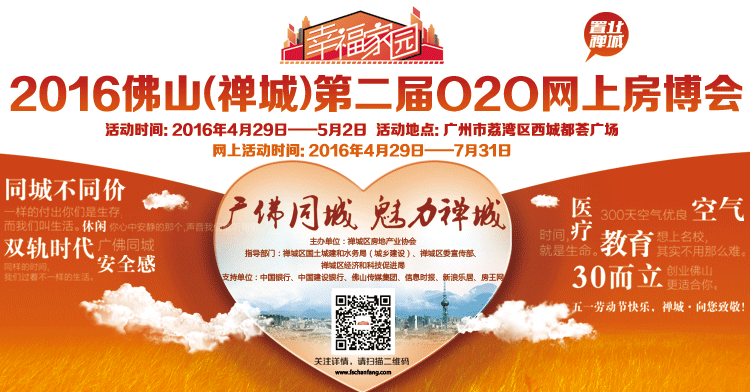 幸福家园
置业禅城
2016佛山(禅城)第二届O2O网上房博会
活动时间: 2016年4月29日——5月2日 活动地点: 广州市荔湾区西城都荟广场
网上活动时间: 2016年4月29日——7月31日
同城不同价
一样的付出你们是生存,
而我们叫生活。休闲 你心中安静的那个,声音我
双轨时代 广佛同城
同样的时间, 安全感
我们过着不一样的生活。
广佛同城 魅力禅城
主办单位：禅城区房地产业协会
指导部门：禅城区国土城建和水务局（城乡建设）、禅城区委宣传部、
禅城区经济和科技促进局
支持单位：中国银行、中国建设银行、佛山传媒集团、信息时报、新浪乐居、房王网
关注详情，请扫描二维码
www.fschanfang.com
医疗 300天空气优良 空气
时间,
就是生命。 教育 想上名校,
其实不用那么难。
30而立 创业佛山
更适合你。
五一劳动节快乐，禅城·向您致敬!